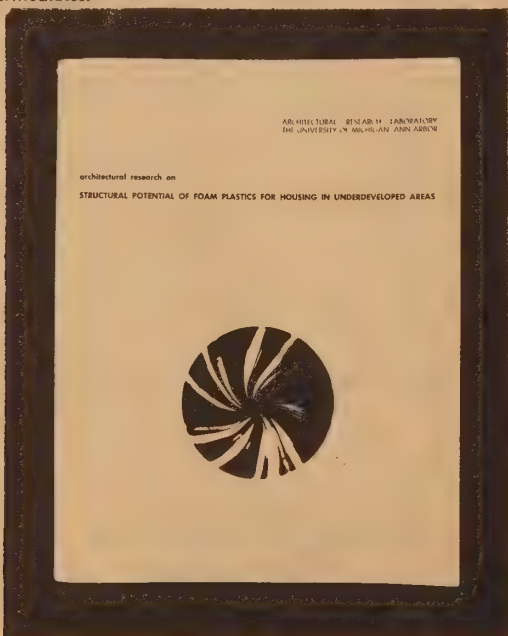 ARCHITECTURAL RESEARCH LABORATORY
THE UNIVERSITY OF MICHIGAN ANN ARBOR
architectural research on
STRUCTURAL POTENTIAL OF FOAM PLASTICS FOR HOUSING IN UNDERDEVELOPED AREAS